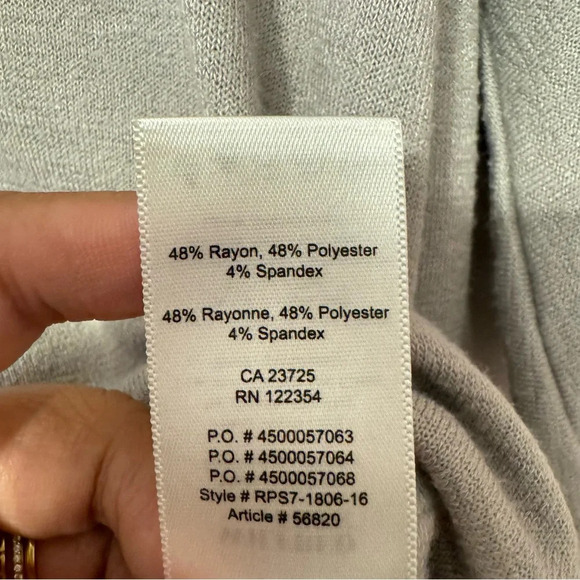 48% Rayon, 48% Polyester
4% Spandex
48% Rayonne, 48% Polyester
4% Spandex
CA 23725
RN 122354
P.O. # 4500057063
P.O. # 4500057064
P.O. # 4500057068
Style # RPS7-1806-16
Article # 56820